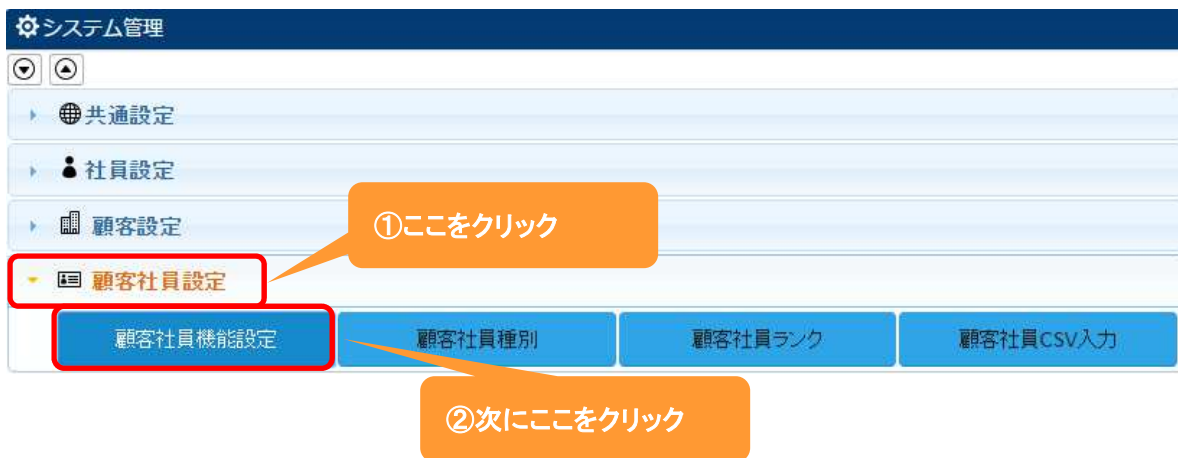 システム管理
共通設定
社員設定
顧客設定
①ここをクリック
顧客社員設定
顧客社員機能設定
顧客社員種別
顧客社員ランク
顧客社員CSV入力
②次にここをクリック